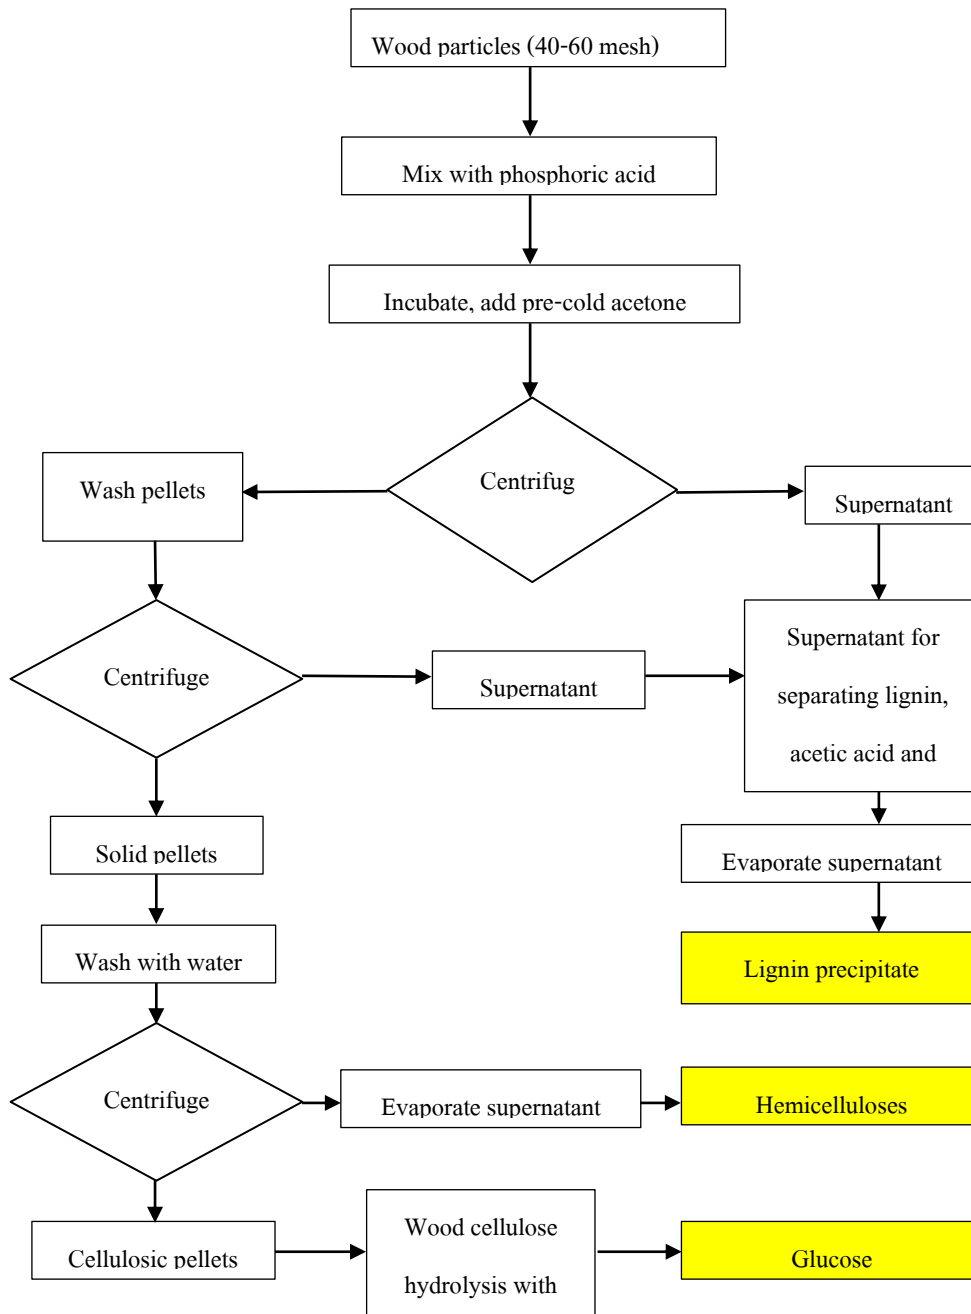 Wood particles (40-60 mesh)
Mix with phosphoric acid
Incubate, add pre-cold acetone
Centrifug
Wash pellets
Supernatant
Centrifuge
Supernatant
Supernatant for
separating lignin,
acetic acid and
Solid pellets
Evaporate supernatant
Wash with water
Lignin precipitate
Centrifuge
Evaporate supernatant
Hemicelluloses
Cellulosic pellets
Wood cellulose
hydrolysis with
Glucose